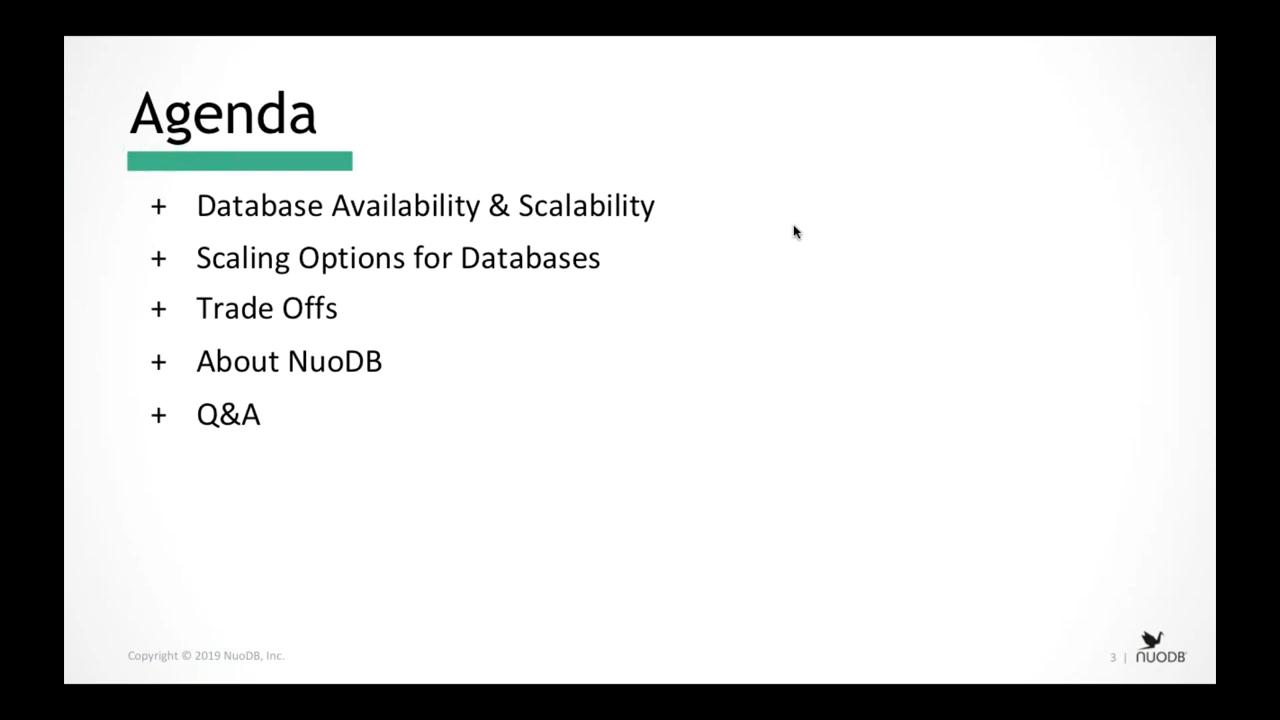 Agenda
+ Database Availability & Scalability
+ Scaling Options for Databases
+ Trade Offs
+ About NuoDB
+ Q&A
Copyright © 2019 NuoDB, Inc.
3 | NUODB